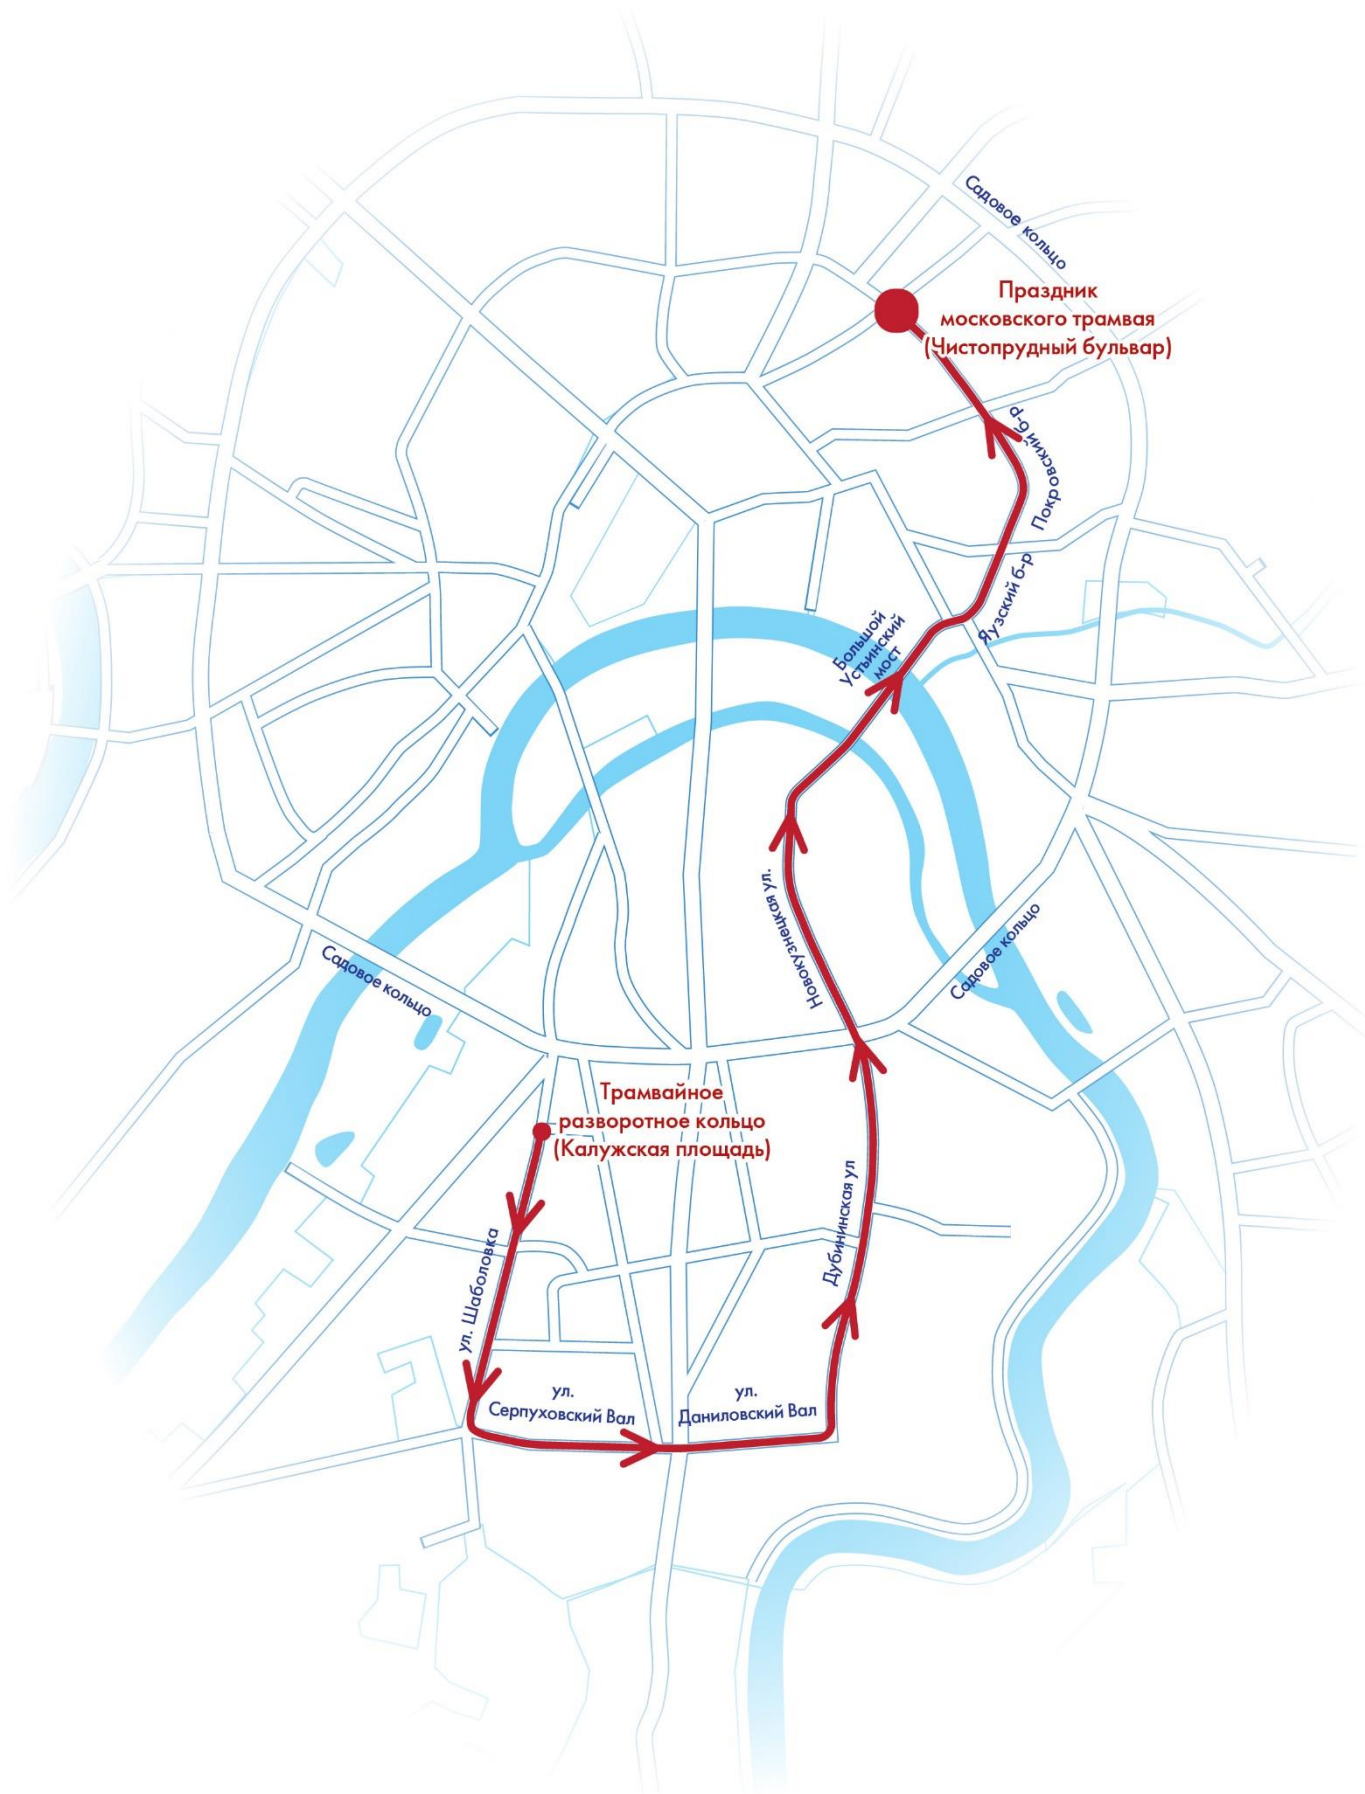 Садовое кольцо
Праздник
московского трамвая
(Чистопрудный бульвар)
Покровский б-р
Яузский б-р
Большой
Устьинский
мост
Новокузнецкая ул.
Садовое кольцо
Садовое кольцо
Трамвайное
разворотное кольцо
(Калужская площадь)
Дубининская ул
ул. Шаболовка
ул.
Серпуховский Вал
ул.
Даниловский Вал